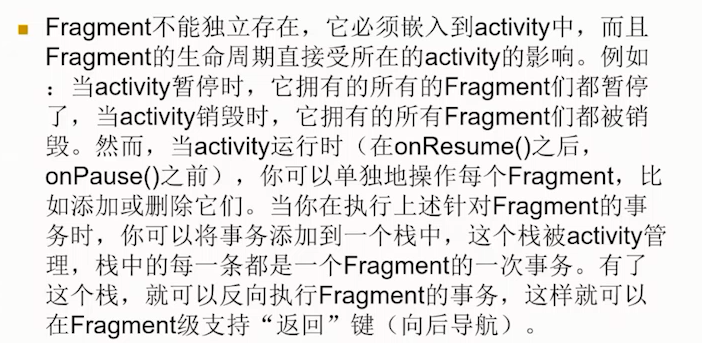 Fragment不能独立存在，它必须嵌入到activity中，而且
Fragment的生命周期直接受所在的activity的影响。例如
：当activity暂停时，它拥有的所有的Fragment们都暂停
了，当activity销毁时，它拥有的所有Fragment们都被销
毁。然而，当activity运行时（在onResume()之后，
onPause()之前），你可以单独地操作每个Fragment，比
如添加或删除它们。当你在执行上述针对Fragment的事
务时，你可以将事务添加到一个栈中，这个栈被activity管
理，栈中的每一条都是一个Fragment的一次事务。有了
这个栈，就可以反向执行Fragment的事务，这样就可以
在Fragment级支持“返回”键（向后导航）。